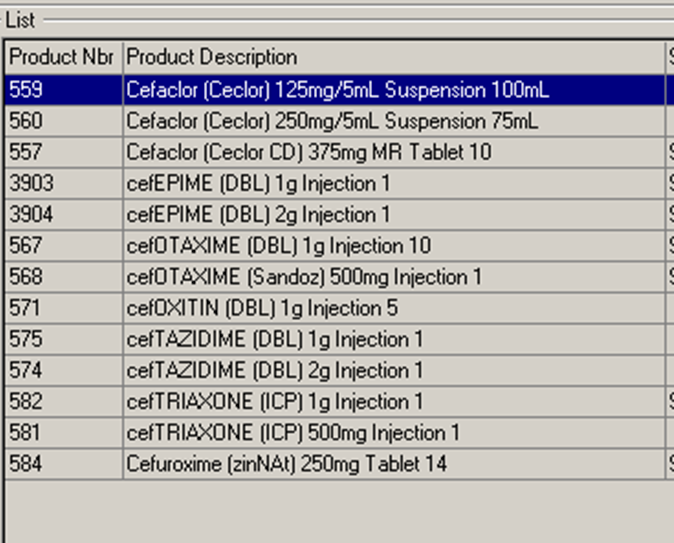 List
Product Nbr Product Description
559 Cefaclor (Ceclor) 125mg/5mL Suspension 100mL
560 Cefaclor (Ceclor) 250mg/5mL Suspension 75mL
557 Cefaclor (Ceclor CD) 375mg MR Tablet 10
3903 cefEPIME (DBL) 1g Injection 1
3904 cefEPIME (DBL) 2g Injection 1
567 cefOTAXIME (DBL) 1g Injection 10
568 cefOTAXIME (Sandoz) 500mg Injection 1
571 cefOXITIN (DBL) 1g Injection 5
575 cefTAZIDIME (DBL) 1g Injection 1
574 cefTAZIDIME (DBL) 2g Injection 1
582 cefTRIAXONE (ICP) 1g Injection 1
581 cefTRIAXONE (ICP) 500mg Injection 1
584 Cefuroxime (zinNAt) 250mg Tablet 14